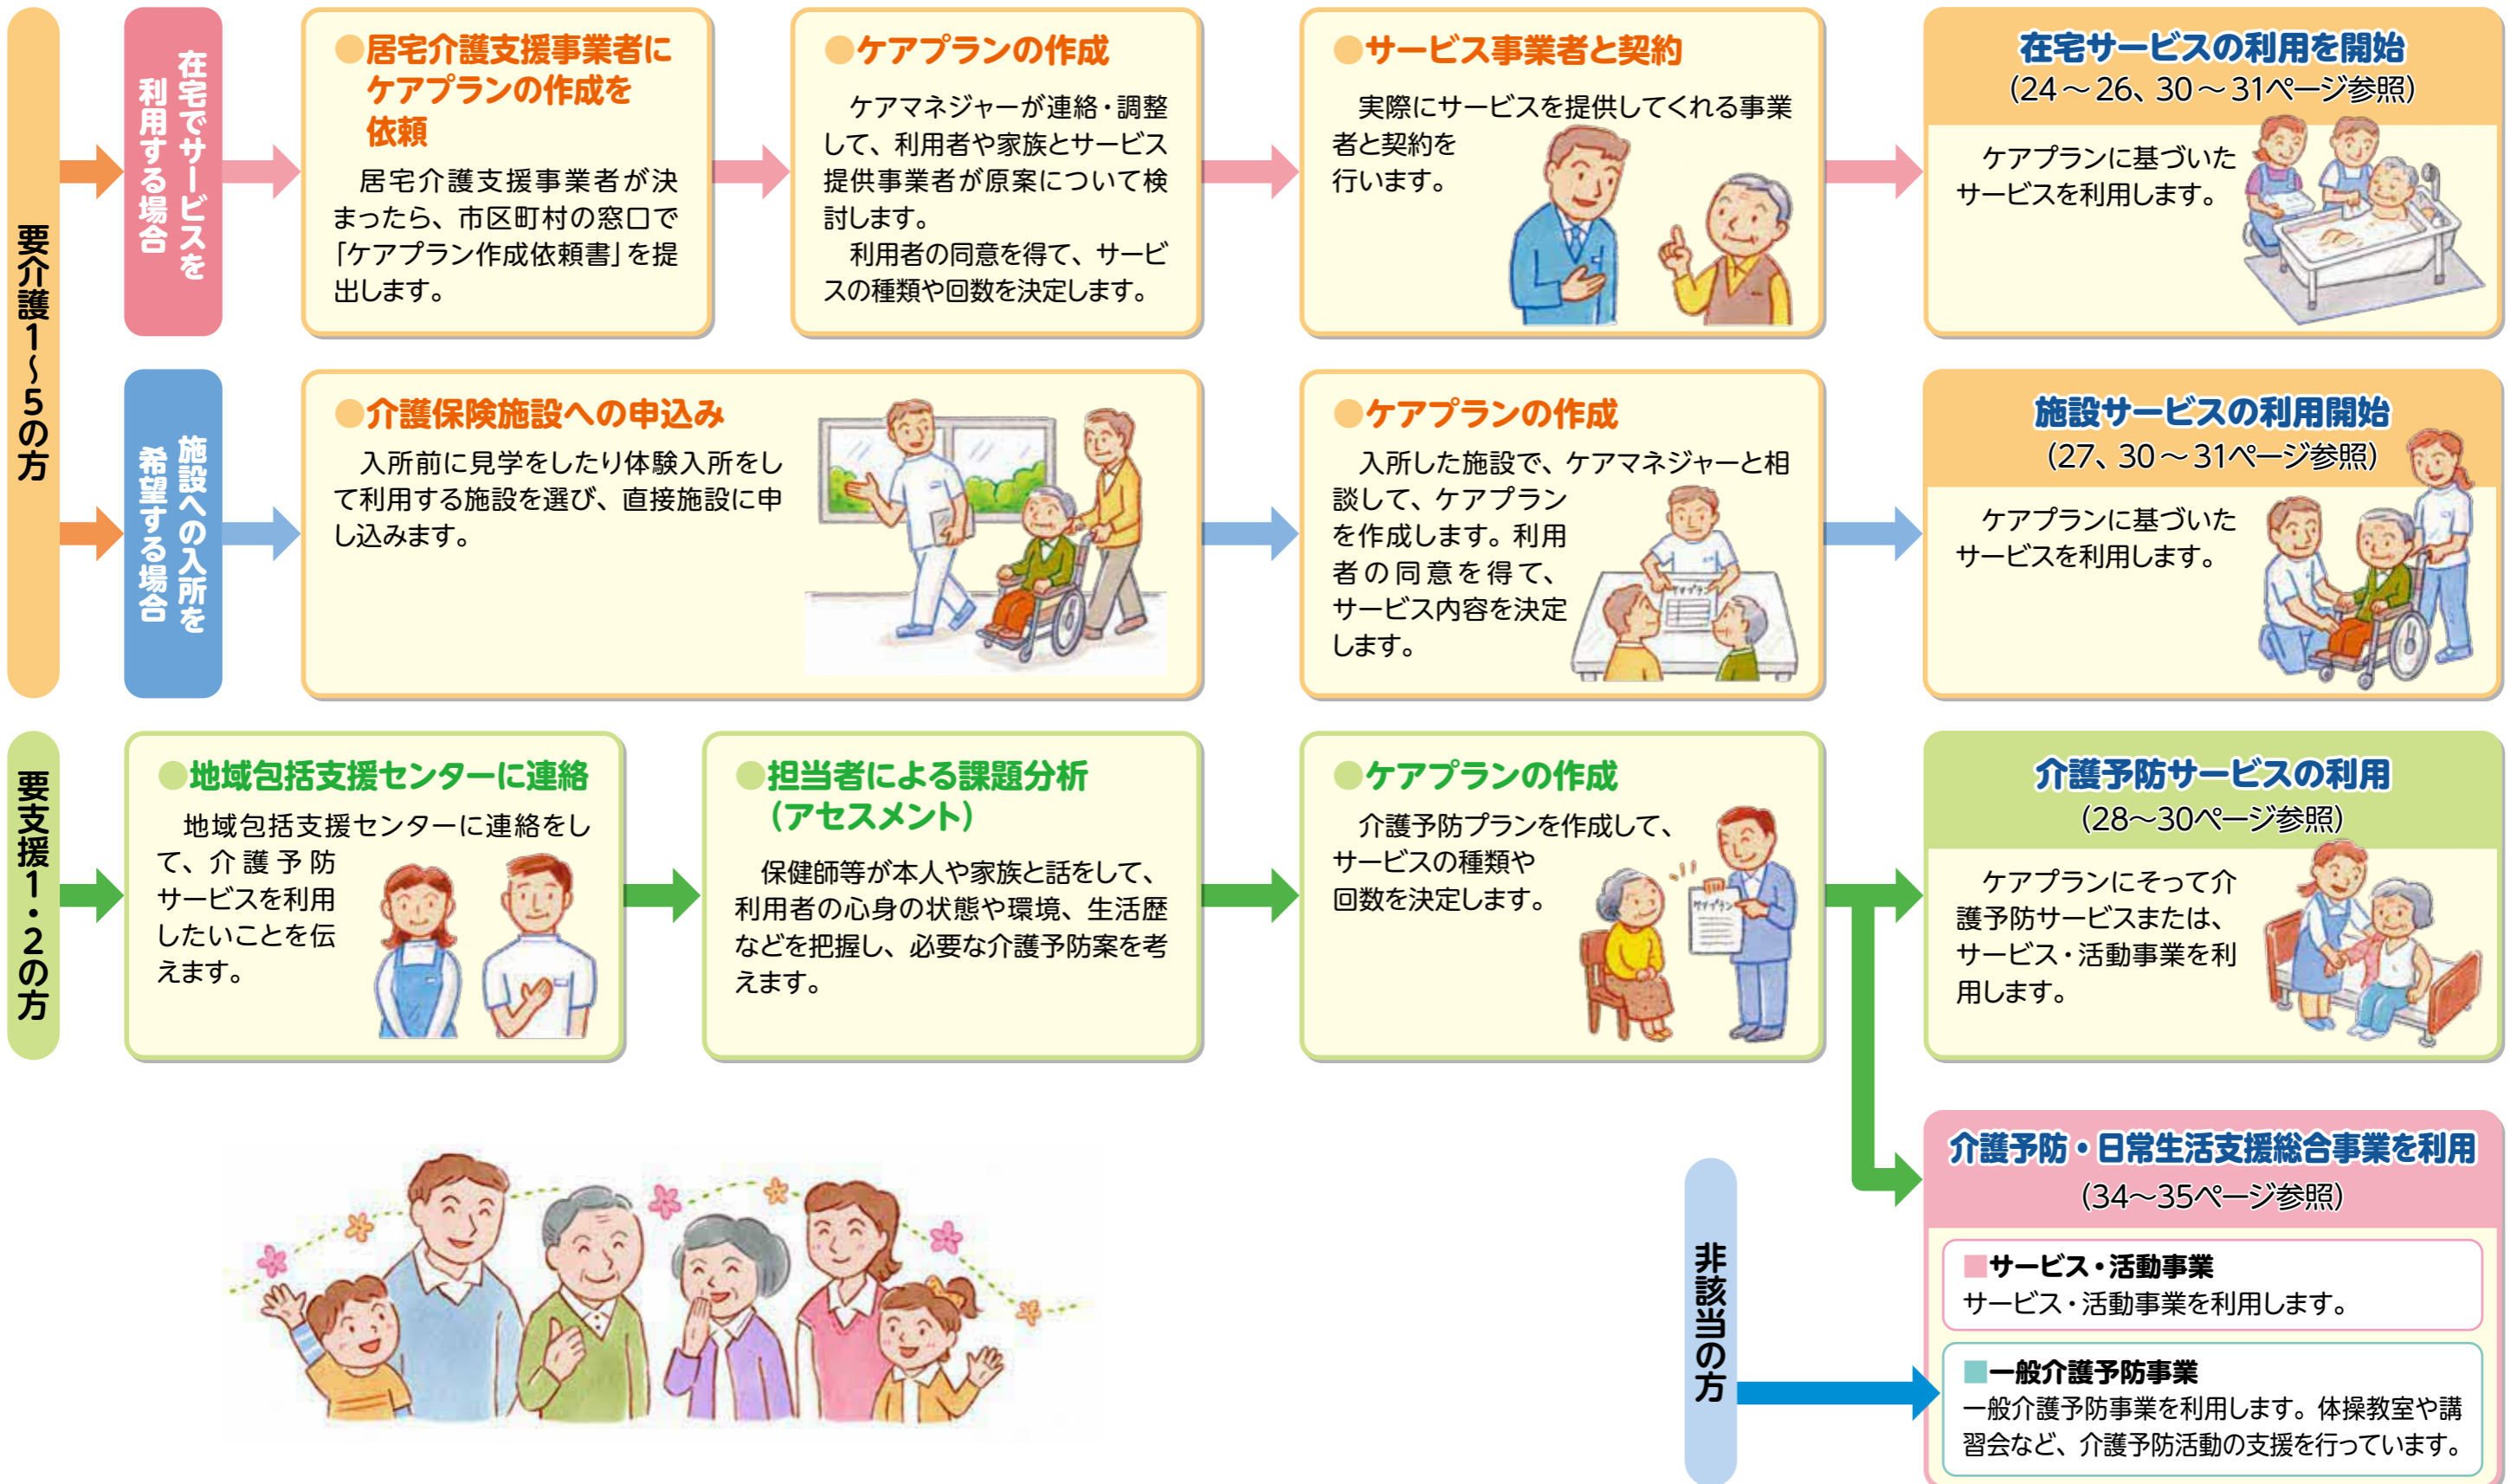 要介護1～5の方
在宅でサービスを
利用する場合
●居宅介護支援事業者に
ケアプランの作成を
依頼
居宅介護支援事業者が決
まったら、市区町村の窓口で
「ケアプラン作成依頼書」を提
出します。
●ケアプランの作成
ケアマネジャーが連絡・調整
して、利用者や家族とサービス
提供事業者が原案について検
討します。
利用者の同意を得て、サービ
スの種類や回数を決定します。
●サービス事業者と契約
実際にサービスを提供してくれる事業
者と契約を
行います。
在宅サービスの利用を開始
(24～26、30～31ページ参照)
ケアプランに基づいた
サービスを利用します。
施設への入所を
希望する場合
●介護保険施設への申込み
入所前に見学をしたり体験入所をし
て利用する施設を選び、直接施設に申
し込みます。
●ケアプランの作成
入所した施設で、ケアマネジャーと相
談して、ケアプラン
を作成します。利用
者の同意を得て、
サービス内容を決定
します。
ケアプラン
施設サービスの利用開始
(27、30～31ページ参照)
ケアプランに基づいた
サービスを利用します。
要支援1・2の方
●地域包括支援センターに連絡
地域包括支援センターに連絡をし
て、介護予防
サービスを利用
したいことを伝
えます。
●担当者による課題分析
(アセスメント)
保健師等が本人や家族と話をして、
利用者の心身の状態や環境、生活歴
などを把握し、必要な介護予防案を考
えます。
●ケアプランの作成
介護予防プランを作成して、
サービスの種類や
回数を決定します。
ケアプラン
介護予防サービスの利用
(28～30ページ参照)
ケアプランにそって介
護予防サービスまたは、
サービス・活動事業を利
用します。
非該当の方
介護予防・日常生活支援総合事業を利用
(34～35ページ参照)
■サービス・活動事業
サービス・活動事業を利用します。
■一般介護予防事業
一般介護予防事業を利用します。体操教室や講
習会など、介護予防活動の支援を行っています。